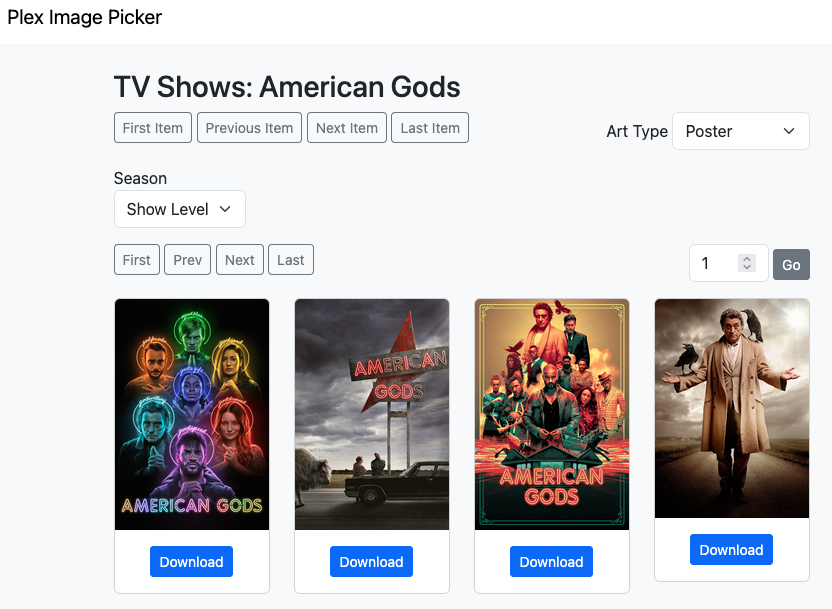 Plex Image Picker
TV Shows: American Gods
First Item Previous Item Next Item Last Item
Art Type Poster
Season
Show Level
First Prev Next Last
1 Go
AMERICAN GODS
AMERICAN
GODS
AMERICAN
GODS
Download Download Download Download